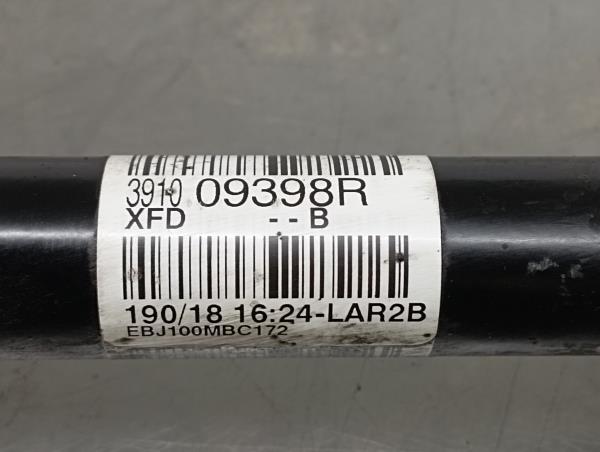 3910 09398R
XFD - - B
190/18 16:24-LAR2B
EBJ100MBC172